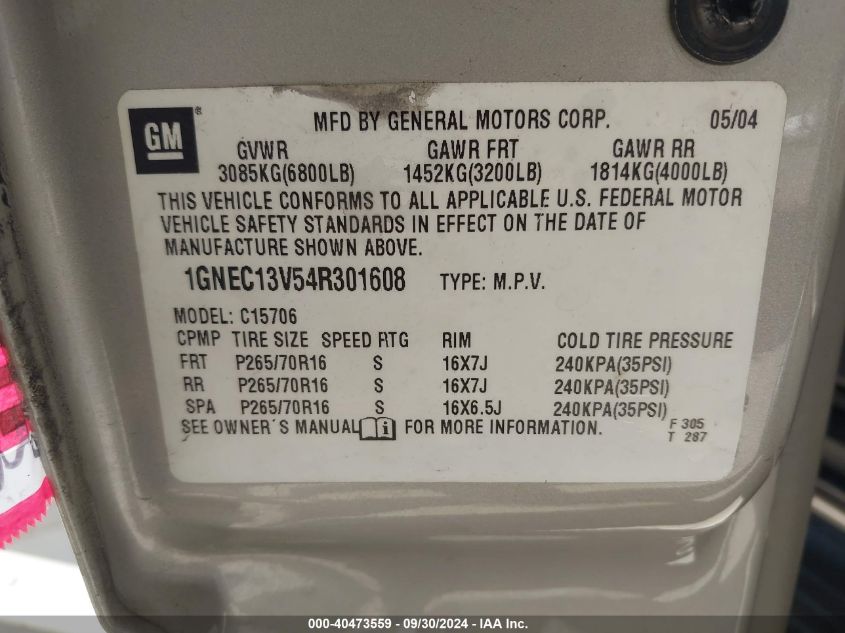 GM ®
MFD BY GENERAL MOTORS CORP. 05/04
GVWR GAWR FRT GAWR RR
3085KG(6800LB) 1452KG(3200LB) 1814KG(4000LB)
THIS VEHICLE CONFORMS TO ALL APPLICABLE U.S. FEDERAL MOTOR
VEHICLE SAFETY STANDARDS IN EFFECT ON THE DATE OF
MANUFACTURE SHOWN ABOVE.
1GNEC13V54R301608 TYPE: M.P.V.
MODEL: C15706
CPMP TIRE SIZE SPEED RTG RIM COLD TIRE PRESSURE
FRT P265/70R16 S 16X7J 240KPA(35PSI)
RR P265/70R16 S 16X7J 240KPA(35PSI)
SPA P265/70R16 S 16X6.5J 240KPA(35PSI)
SEE OWNER'S MANUAL i FOR MORE INFORMATION.
F 305
T 287
000-40473559 - 09/30/2024 - IAA Inc.